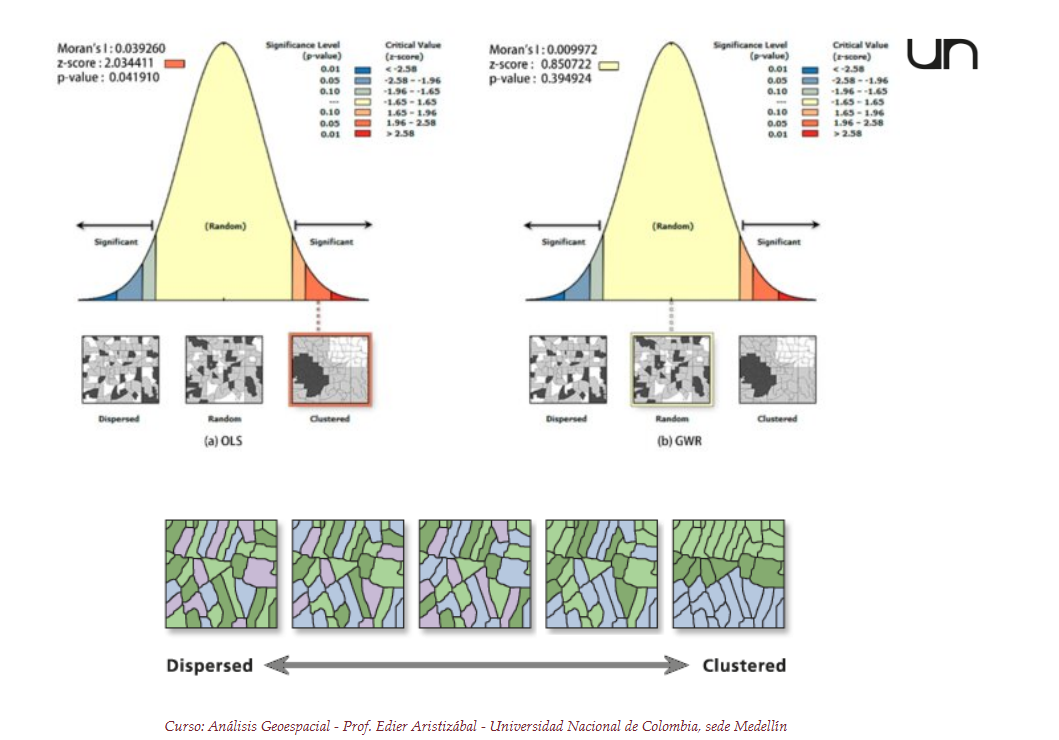 Moran's I : 0.039260
z-score : 2.034411
p-value : 0.041910
Significance Level
(p-value)
0.01
0.05
0.10
---
0.10
0.05
0.01
Critical Value
(z-score)
< -2.58
-2.58 - -1.96
-1.96 - -1.65
-1.65 - 1.65
1.65 - 1.96
1.96 - 2.58
> 2.58
Significant
(Random)
Significant
Dispersed
Random
Clustered
(a) OLS
Moran's I : 0.009972
z-score : 0.850722
p-value : 0.394924
Significance Level
(p-value)
0.01
0.05
0.10
---
0.10
0.05
0.01
Critical Value
(z-score)
< -2.58
-2.58 - -1.96
-1.96 - -1.65
-1.65 - 1.65
1.65 - 1.96
1.96 - 2.58
> 2.58
Significant
(Random)
Significant
Dispersed
Random
Clustered
(b) GWR
un
Dispersed
Clustered
Curso: Análisis Geoespacial - Prof. Edier Aristizábal - Universidad Nacional de Colombia, sede Medellín